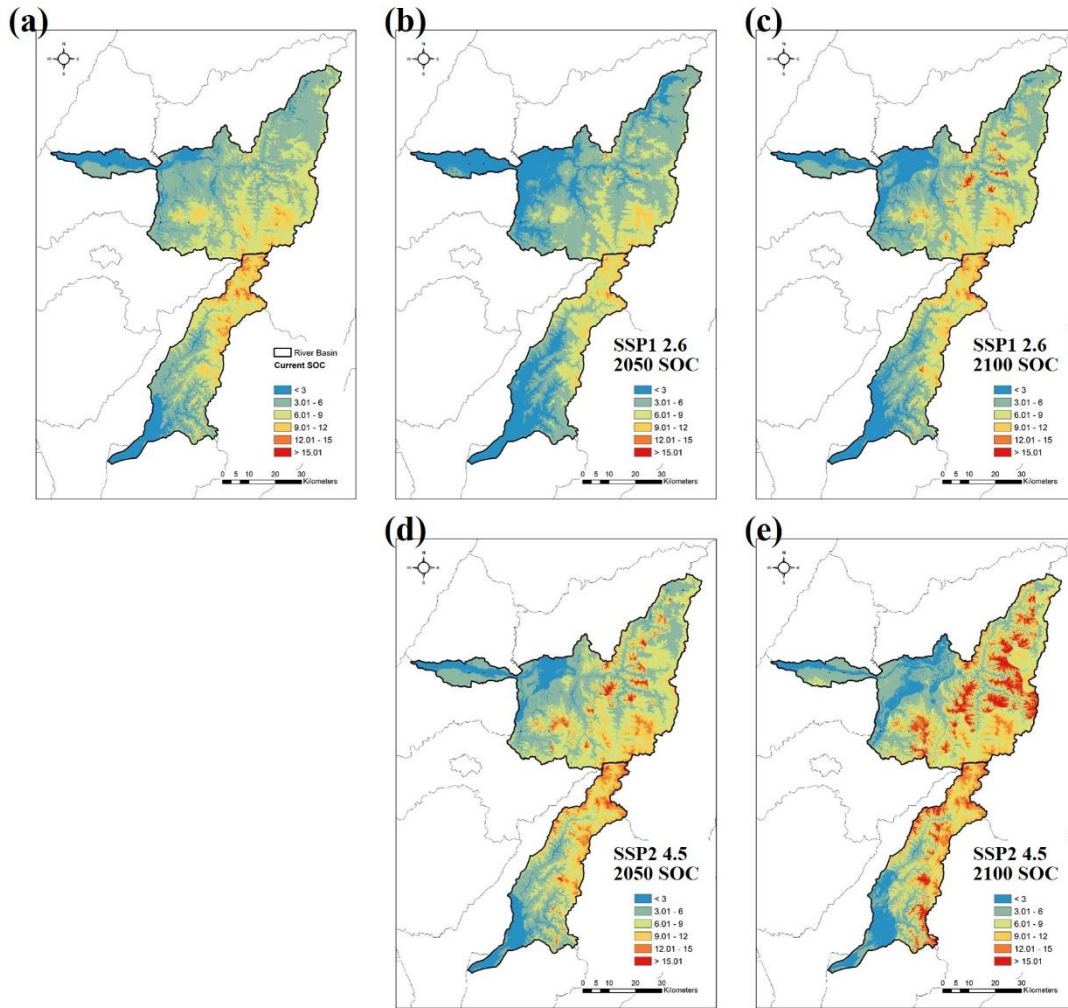 (a)
N
W E
S
River Basin
Current SOC
< 3
3.01 - 6
6.01 - 9
9.01 - 12
12.01 - 15
> 15.01
0 5 10 20 30
Kilometers
(b)
N
W E
S
SSP1 2.6
2050 SOC
< 3
3.01 - 6
6.01 - 9
9.01 - 12
12.01 - 15
> 15.01
0 5 10 20 30
Kilometers
(c)
N
W E
S
SSP1 2.6
2100 SOC
< 3
3.01 - 6
6.01 - 9
9.01 - 12
12.01 - 15
> 15.01
0 5 10 20 30
Kilometers
(d)
N
W E
S
SSP2 4.5
2050 SOC
< 3
3.01 - 6
6.01 - 9
9.01 - 12
12.01 - 15
> 15.01
0 5 10 20 30
Kilometers
(e)
N
W E
S
SSP2 4.5
2100 SOC
< 3
3.01 - 6
6.01 - 9
9.01 - 12
12.01 - 15
> 15.01
0 5 10 20 30
Kilometers